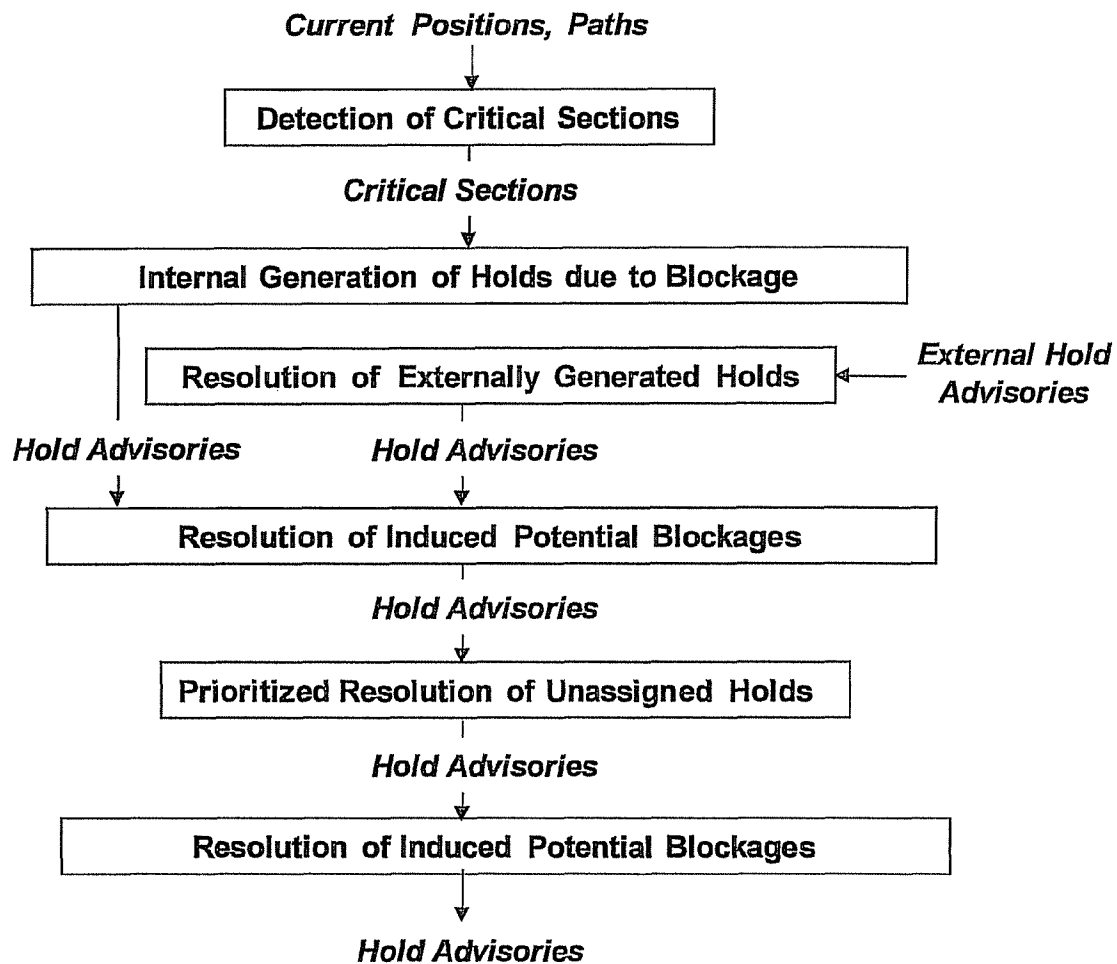 Current Positions, Paths
Detection of Critical Sections
Critical Sections
Internal Generation of Holds due to Blockage
Resolution of Externally Generated Holds
External Hold
Advisories
Hold Advisories
Hold Advisories
Resolution of Induced Potential Blockages
Hold Advisories
Prioritized Resolution of Unassigned Holds
Hold Advisories
Resolution of Induced Potential Blockages
Hold Advisories